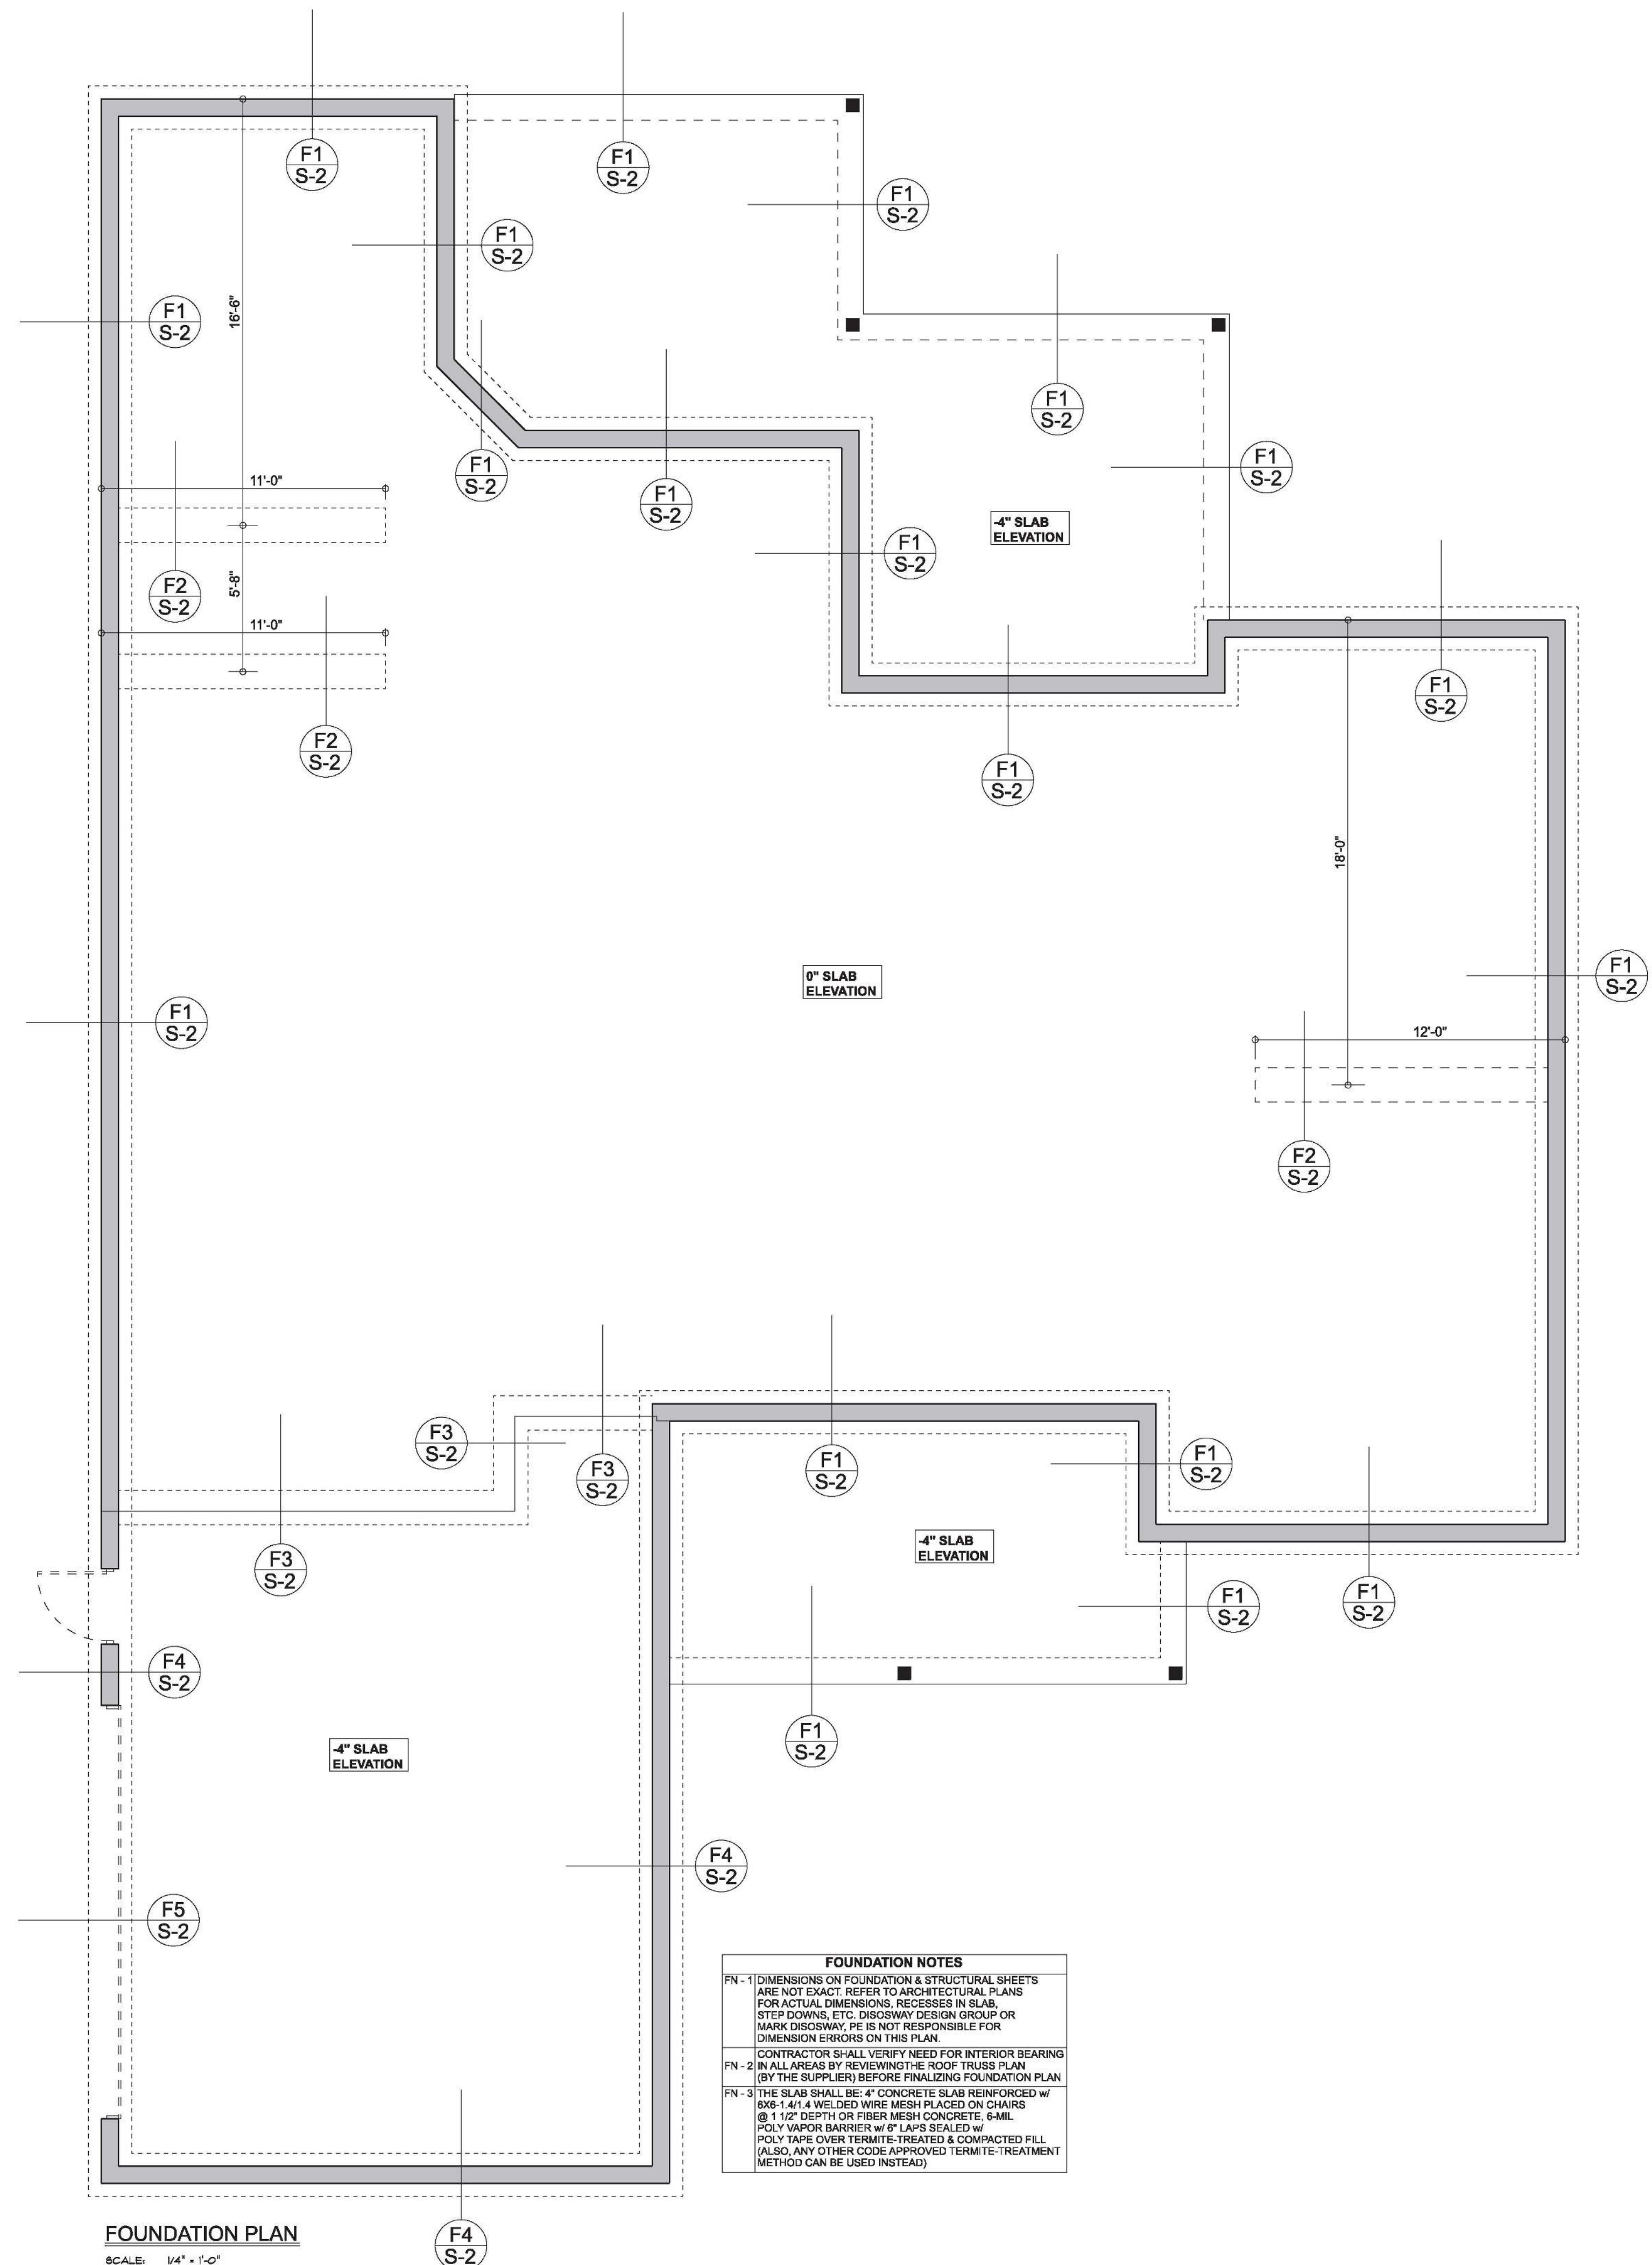 F1
S-2
F1
S-2
F1
S-2
F1
S-2
F1
S-2
16'-6"
F1
S-2
F1
S-2
F1
S-2
F1
S-2
11'-0"
-4" SLAB
ELEVATION
F1
S-2
F2
S-2
5'-8"
11'-0"
F1
S-2
F2
S-2
F1
S-2
18'-0"
0" SLAB
ELEVATION
F1
S-2
F1
S-2
12'-0"
F2
S-2
F3
S-2
F3
S-2
F1
S-2
F1
S-2
F3
S-2
-4" SLAB
ELEVATION
F1
S-2
F1
S-2
F4
S-2
F1
S-2
-4" SLAB
ELEVATION
F4
S-2
F5
S-2
FOUNDATION NOTES
FN - 1 DIMENSIONS ON FOUNDATION & STRUCTURAL SHEETS
ARE NOT EXACT. REFER TO ARCHITECTURAL PLANS
FOR ACTUAL DIMENSIONS, RECESSES IN SLAB,
STEP DOWNS, ETC. DISOSWAY DESIGN GROUP OR
MARK DISOSWAY, PE IS NOT RESPONSIBLE FOR
DIMENSION ERRORS ON THIS PLAN.
CONTRACTOR SHALL VERIFY NEED FOR INTERIOR BEARING
FN - 2 IN ALL AREAS BY REVIEWINGTHE ROOF TRUSS PLAN
(BY THE SUPPLIER) BEFORE FINALIZING FOUNDATION PLAN
FN - 3 THE SLAB SHALL BE: 4" CONCRETE SLAB REINFORCED w/
6X6-1.4/1.4 WELDED WIRE MESH PLACED ON CHAIRS
@ 1 1/2" DEPTH OR FIBER MESH CONCRETE, 6-MIL
POLY VAPOR BARRIER w/ 6" LAPS SEALED w/
POLY TAPE OVER TERMITE-TREATED & COMPACTED FILL
(ALSO, ANY OTHER CODE APPROVED TERMITE-TREATMENT
METHOD CAN BE USED INSTEAD)
FOUNDATION PLAN
SCALE: 1/4" = 1'-0"
F4
S-2